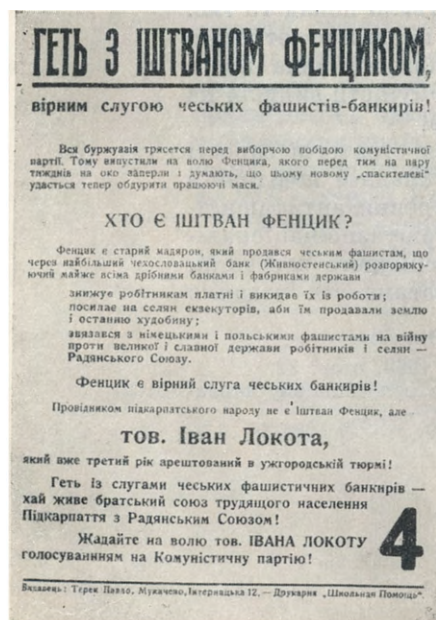 ГЕТЬ З ІШТВАНОМ ФЕНЦИКОМ,
вірним слугою чеських фашистів-банкирів!
Вся буржуазія трясется перед виборчою побідою комуністичної
партії. Тому випустили на волю Фенцика, якого перед тим на пару
тижднів на око заперли і думають, що цьому новому „спасителеві"
удасться тепер обдурити працюючі маси.
ХТО Є ІШТВАН ФЕНЦИК?
Фенцик є старий мадярон, який продався чеським фашистам, що
через найбільший чехословацький банк (Живностенський) розпоряжу-
ючий майже всіма дрібними банками і фабриками держави
знижує робітникам платні і викидає їх із роботи;
посилає на селян екзекуторів, аби їм продавали землю
і останню худобину;
звязався з німецькими і польськими фашистами на війну
проти великої і славної держави робітників і селян —
Радянського Союзу.
Фенцик є вірний слуга чеських банкирів!
Провідником підкарпатського народу не є Іштван Фенцик, але
тов. Іван Локота,
який вже третий рік арештований в ужгородській тюрмі!
Геть із слугами чеських фашистичних банкирів —
хай живе братський союз трудящого населення
Підкарпаття з Радянським Союзом!
Жадайте на волю тов. ІВАНА ЛОКОТУ
голосуванням на Комуністичну партію!
4
Видавець: Терек Павло, Мукачево, Інтернацька 12. — Друкарня „Школьная Помощь".